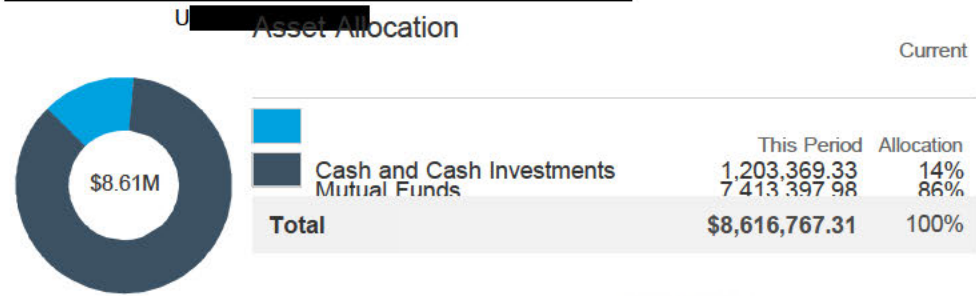 U
Asset Allocation
Current
This Period Allocation
$8.61M
Cash and Cash Investments 1,203,369.33 14%
Mutual Funds 7,413,397.98 86%
Total $8,616,767.31 100%